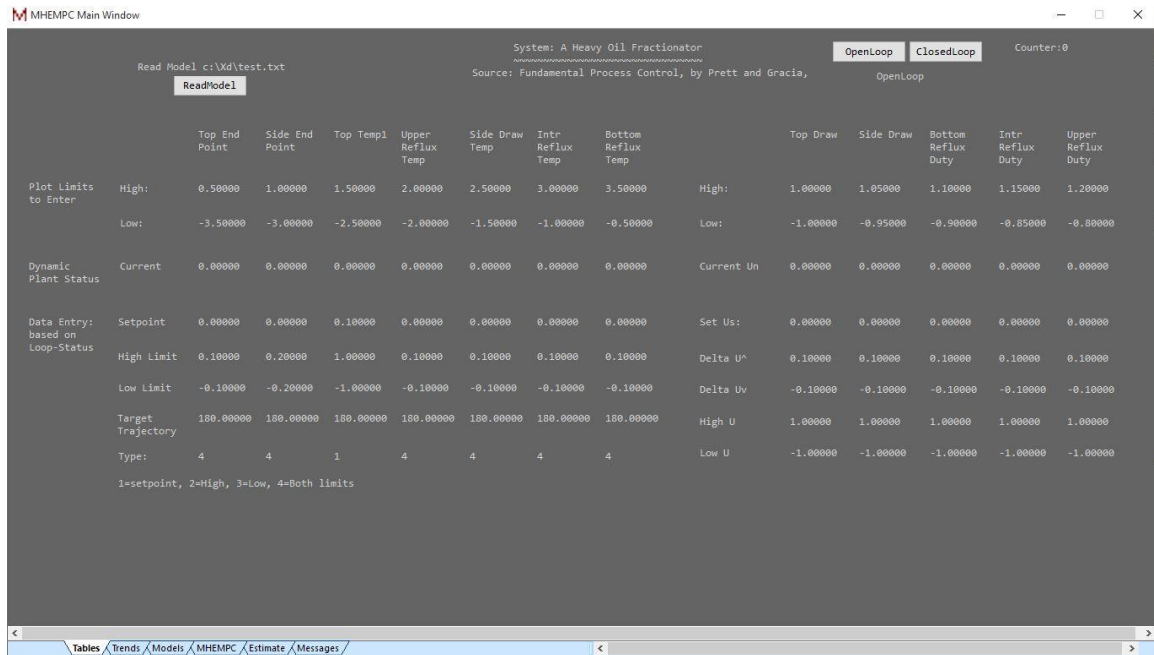 MHEMPC Main Window
System: A Heavy Oil Fractionator
OpenLoop ClosedLoop Counter:0
~~~~~~~~~~~~~~~~~~~~~~~~~~~~~~~~
Read Model c:\Xd\test.txt
Source: Fundamental Process Control, by Prett and Gracia,
OpenLoop
ReadModel
Top End Side End Top Temp1 Upper Side Draw Intr Bottom Top Draw Side Draw Bottom Intr Upper
Point Point Reflux Temp Reflux Reflux Reflux Reflux Reflux
Temp Temp Temp Duty Duty Duty
Plot Limits High: 0.50000 1.00000 1.50000 2.00000 2.50000 3.00000 3.50000 High: 1.00000 1.05000 1.10000 1.15000 1.20000
to Enter
Low: -3.50000 -3.00000 -2.50000 -2.00000 -1.50000 -1.00000 -0.50000 Low: -1.00000 -0.95000 -0.90000 -0.85000 -0.80000
Dynamic Current 0.00000 0.00000 0.00000 0.00000 0.00000 0.00000 0.00000 Current Un 0.00000 0.00000 0.00000 0.00000 0.00000
Plant Status
Data Entry: Setpoint 0.00000 0.00000 0.10000 0.00000 0.00000 0.00000 0.00000 Set Us: 0.00000 0.00000 0.00000 0.00000 0.00000
based on
Loop-Status
High Limit 0.10000 0.20000 1.00000 0.10000 0.10000 0.10000 0.10000 Delta U^ 0.10000 0.10000 0.10000 0.10000 0.10000
Low Limit -0.10000 -0.20000 -1.00000 -0.10000 -0.10000 -0.10000 -0.10000 Delta Uv -0.10000 -0.10000 -0.10000 -0.10000 -0.10000
Target 180.00000 180.00000 180.00000 180.00000 180.00000 180.00000 180.00000 High U 1.00000 1.00000 1.00000 1.00000 1.00000
Trajectory
Type: 4 4 1 4 4 4 4 Low U -1.00000 -1.00000 -1.00000 -1.00000 -1.00000
1=setpoint, 2=High, 3=Low, 4=Both limits
Tables Trends Models MHEMPC Estimate Messages